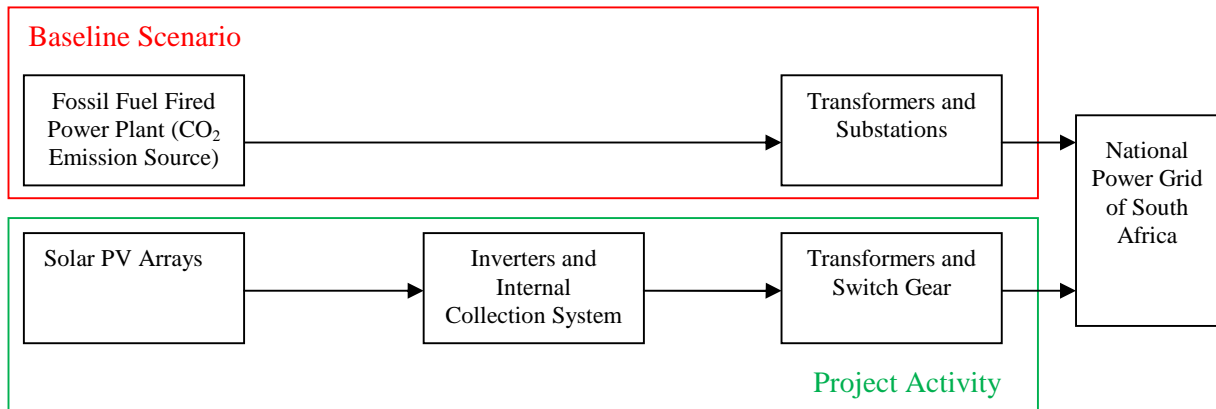 Baseline Scenario
Fossil Fuel Fired
Power Plant (CO₂
Emission Source)
Transformers and
Substations
National
Power Grid
of South
Africa
Solar PV Arrays
Inverters and
Internal
Collection System
Transformers and
Switch Gear
Project Activity